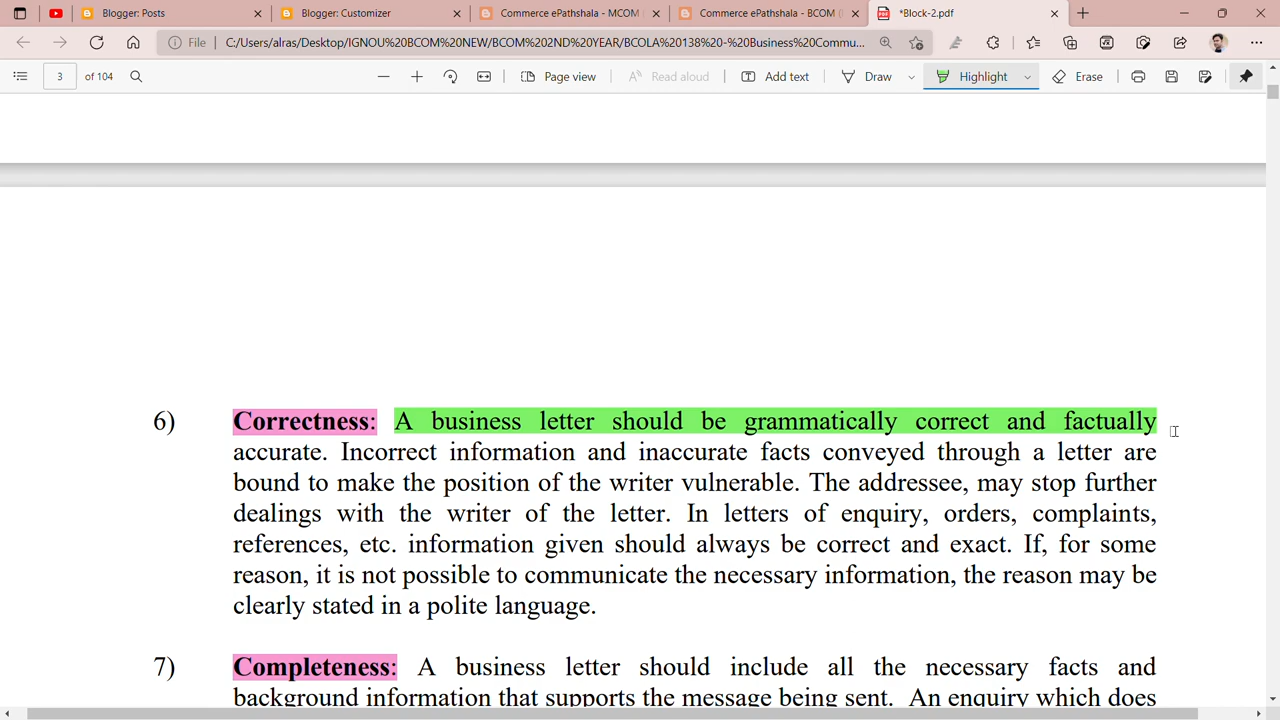 Blogger: Posts
Blogger: Customizer
Commerce ePathshala - MCOM
Commerce ePathshala - BCOM (
*Block-2.pdf
File
C:/Users/alras/Desktop/IGNOU%20BCOM%20NEW/BCOM%202ND%20YEAR/BCOLA%20138%20-%20Business%20Commu...
3 of 104
Page view
Read aloud
Add text
Draw
Highlight
Erase
6) Correctness: A business letter should be grammatically correct and factually
accurate. Incorrect information and inaccurate facts conveyed through a letter are
bound to make the position of the writer vulnerable. The addressee, may stop further
dealings with the writer of the letter. In letters of enquiry, orders, complaints,
references, etc. information given should always be correct and exact. If, for some
reason, it is not possible to communicate the necessary information, the reason may be
clearly stated in a polite language.
7) Completeness: A business letter should include all the necessary facts and
background information that supports the message being sent. An enquiry which does